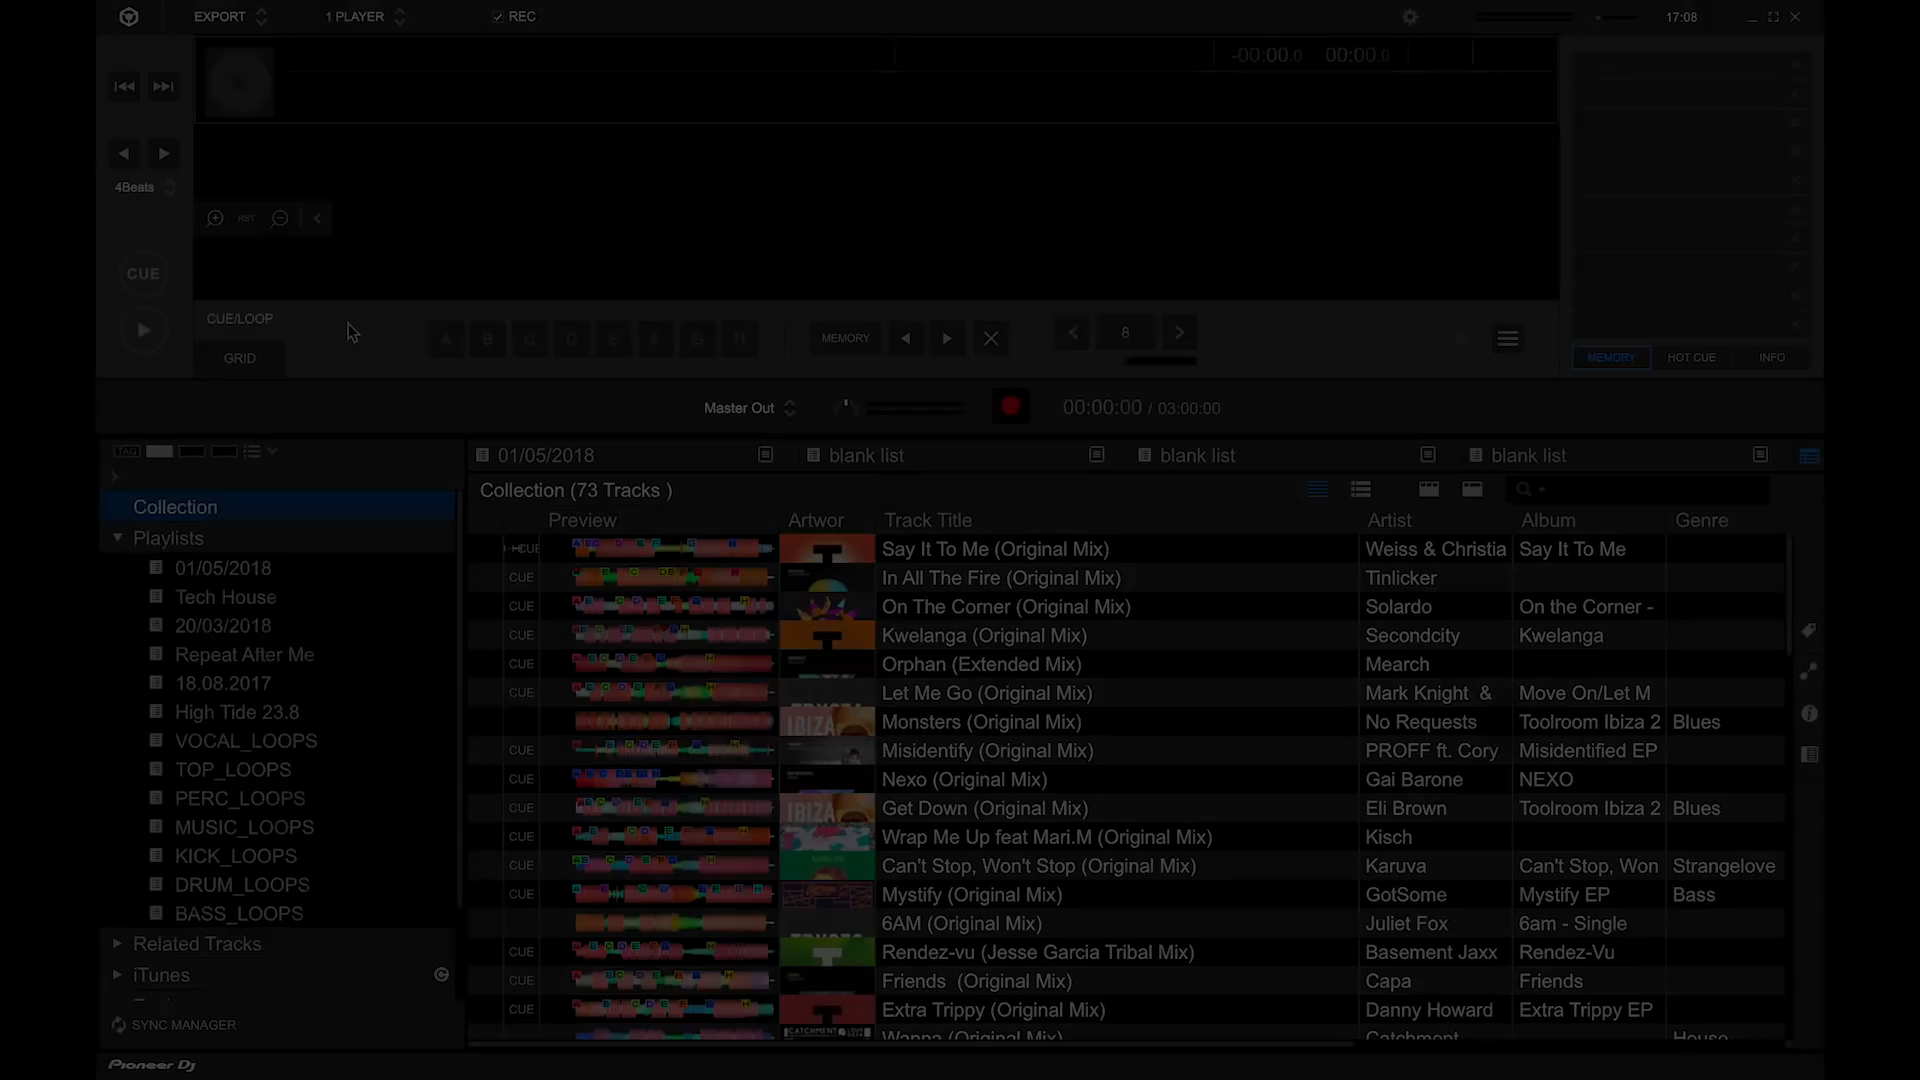 EXPORT 1 PLAYER REC 17:08
-00:00.0 00:00.0
4Beats
RST
CUE
CUE/LOOP
GRID
A B C D E F G H MEMORY 8
MEMORY HOT CUE INFO
Master Out 00:00:00 / 03:00:00
TAG
01/05/2018 blank list blank list blank list
Collection (73 Tracks )
Collection
Playlists
01/05/2018
Tech House
20/03/2018
Repeat After Me
18.08.2017
High Tide 23.8
VOCAL_LOOPS
TOP_LOOPS
PERC_LOOPS
MUSIC_LOOPS
KICK_LOOPS
DRUM_LOOPS
BASS_LOOPS
Related Tracks
iTunes
SYNC MANAGER
Preview Artwor Track Title Artist Album Genre
CUE Say It To Me (Original Mix) Weiss & Christia Say It To Me
CUE In All The Fire (Original Mix) Tinlicker
CUE On The Corner (Original Mix) Solardo On the Corner -
CUE Kwelanga (Original Mix) Secondcity Kwelanga
CUE Orphan (Extended Mix) Mearch
CUE Let Me Go (Original Mix) Mark Knight & Move On/Let M
IBIZA Monsters (Original Mix) No Requests Toolroom Ibiza 2 Blues
CUE Misidentify (Original Mix) PROFF ft. Cory Misidentified EP
CUE Nexo (Original Mix) Gai Barone NEXO
CUE IBIZA Get Down (Original Mix) Eli Brown Toolroom Ibiza 2 Blues
CUE Wrap Me Up feat Mari.M (Original Mix) Kisch
CUE Can't Stop, Won't Stop (Original Mix) Karuva Can't Stop, Won Strangelove
CUE Mystify (Original Mix) GotSome Mystify EP Bass
6AM (Original Mix) Juliet Fox 6am - Single
CUE Rendez-vu (Jesse Garcia Tribal Mix) Basement Jaxx Rendez-Vu
CUE Friends (Original Mix) Capa Friends
CUE Extra Trippy (Original Mix) Danny Howard Extra Trippy EP
CATCHMENT Wanna (Original Mix) Catchment House
Pioneer Dj